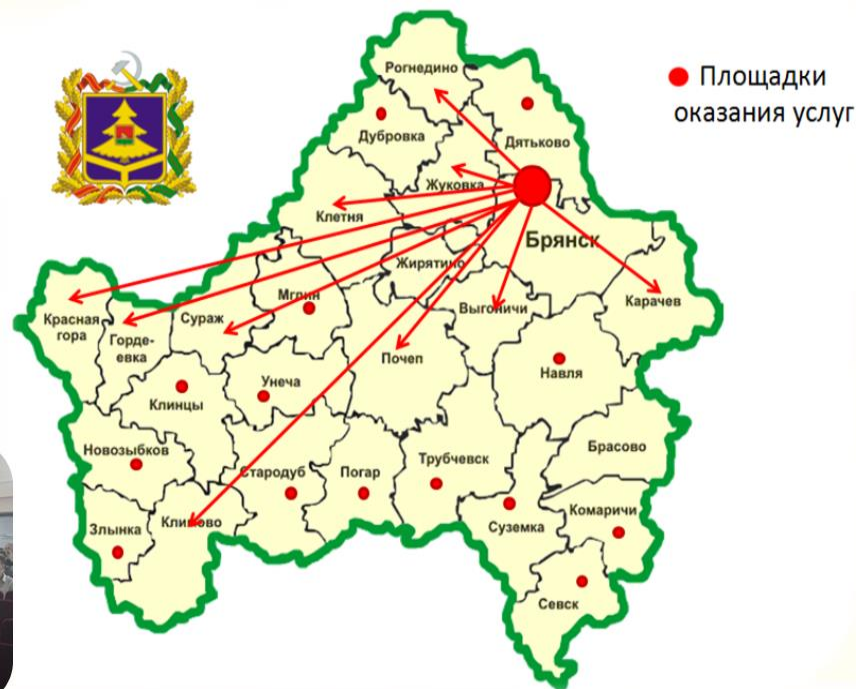 Площадки
оказания услуг
Рогнедино
Дубровка
Дятьково
Жуковка
Клетня
Брянск
Жирятино
Мглин
Выгоничи
Карачев
Красная
гора
Сураж
Гордe-
евка
Почеп
Навля
Унеча
Клинцы
Новозыбков
Стародуб
Погар
Трубчевск
Брасово
Злынка
Климово
Суземка
Комаричи
Севск